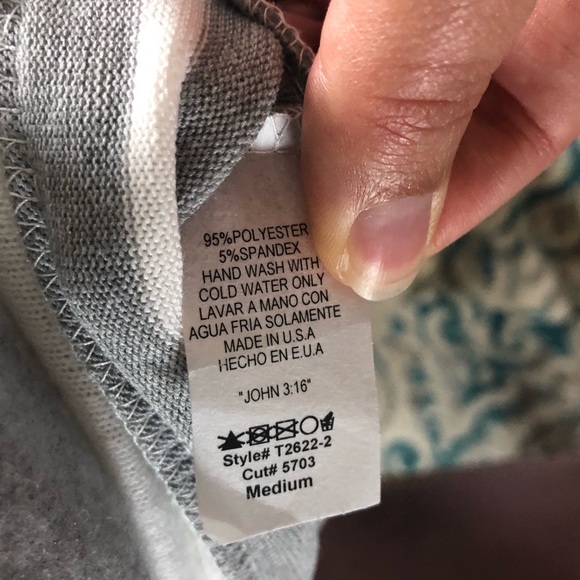 95%POLYESTER
5%SPANDEX
HAND WASH WITH
COLD WATER ONLY
LAVAR A MANO CON
AGUA FRIA SOLAMENTE
MADE IN U.S.A
HECHO EN E.U.A
"JOHN 3:16"
Style# T2622-2
Cut# 5703
Medium